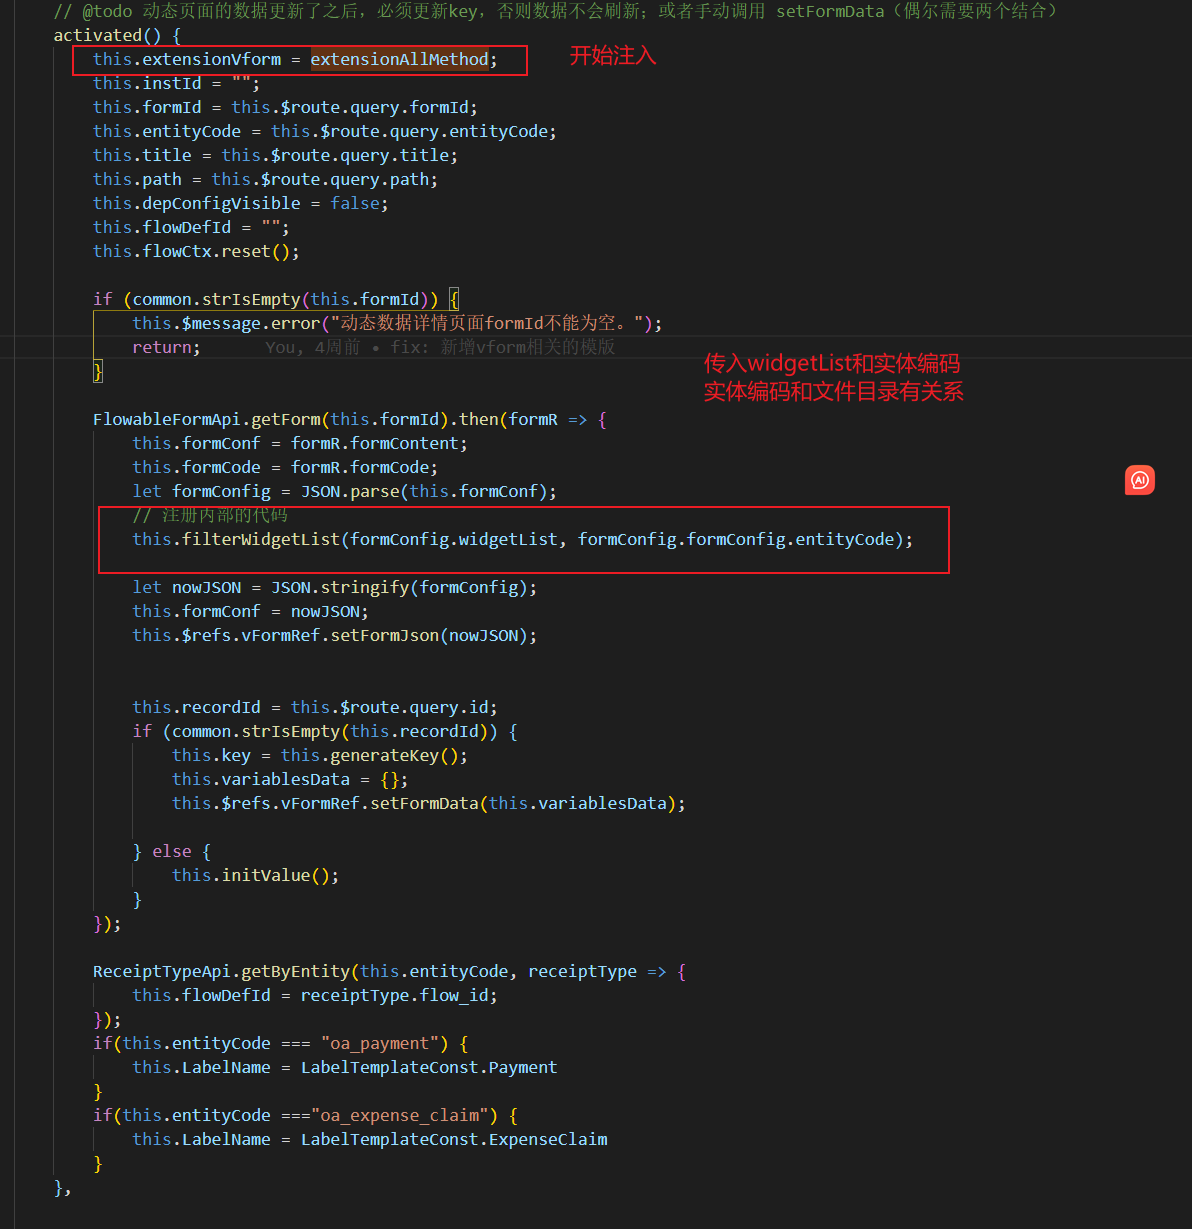 // @todo 动态页面的数据更新了之后，必须更新key，否则数据不会刷新；或者手动调用 setFormData（偶尔需要两个结合）
activated() {
this.extensionVform = extensionAllMethod;
开始注入
this.instId = "";
this.formId = this.$route.query.formId;
this.entityCode = this.$route.query.entityCode;
this.title = this.$route.query.title;
this.path = this.$route.query.path;
this.depConfigVisible = false;
this.flowDefId = "";
this.flowCtx.reset();
if (common.strIsEmpty(this.formId)) {
this.$message.error("动态数据详情页面formId不能为空。");
return; You, 4周前 • fix: 新增vform相关的模版
}
传入widgetList和实体编码
实体编码和文件目录有关系
FlowableFormApi.getForm(this.formId).then(formR => {
this.formConf = formR.formContent;
this.formCode = formR.formCode;
let formConfig = JSON.parse(this.formConf);
// 注册内部的代码
this.filterWidgetList(formConfig.widgetList, formConfig.formConfig.entityCode);
let nowJSON = JSON.stringify(formConfig);
this.formConf = nowJSON;
this.$refs.vFormRef.setFormJson(nowJSON);
this.recordId = this.$route.query.id;
if (common.strIsEmpty(this.recordId)) {
this.key = this.generateKey();
this.variablesData = {};
this.$refs.vFormRef.setFormData(this.variablesData);
} else {
this.initValue();
}
});
ReceiptTypeApi.getByEntity(this.entityCode, receiptType => {
this.flowDefId = receiptType.flow_id;
});
if(this.entityCode === "oa_payment") {
this.LabelName = LabelTemplateConst.Payment
}
if(this.entityCode ==="oa_expense_claim") {
this.LabelName = LabelTemplateConst.ExpenseClaim
}
},
AI